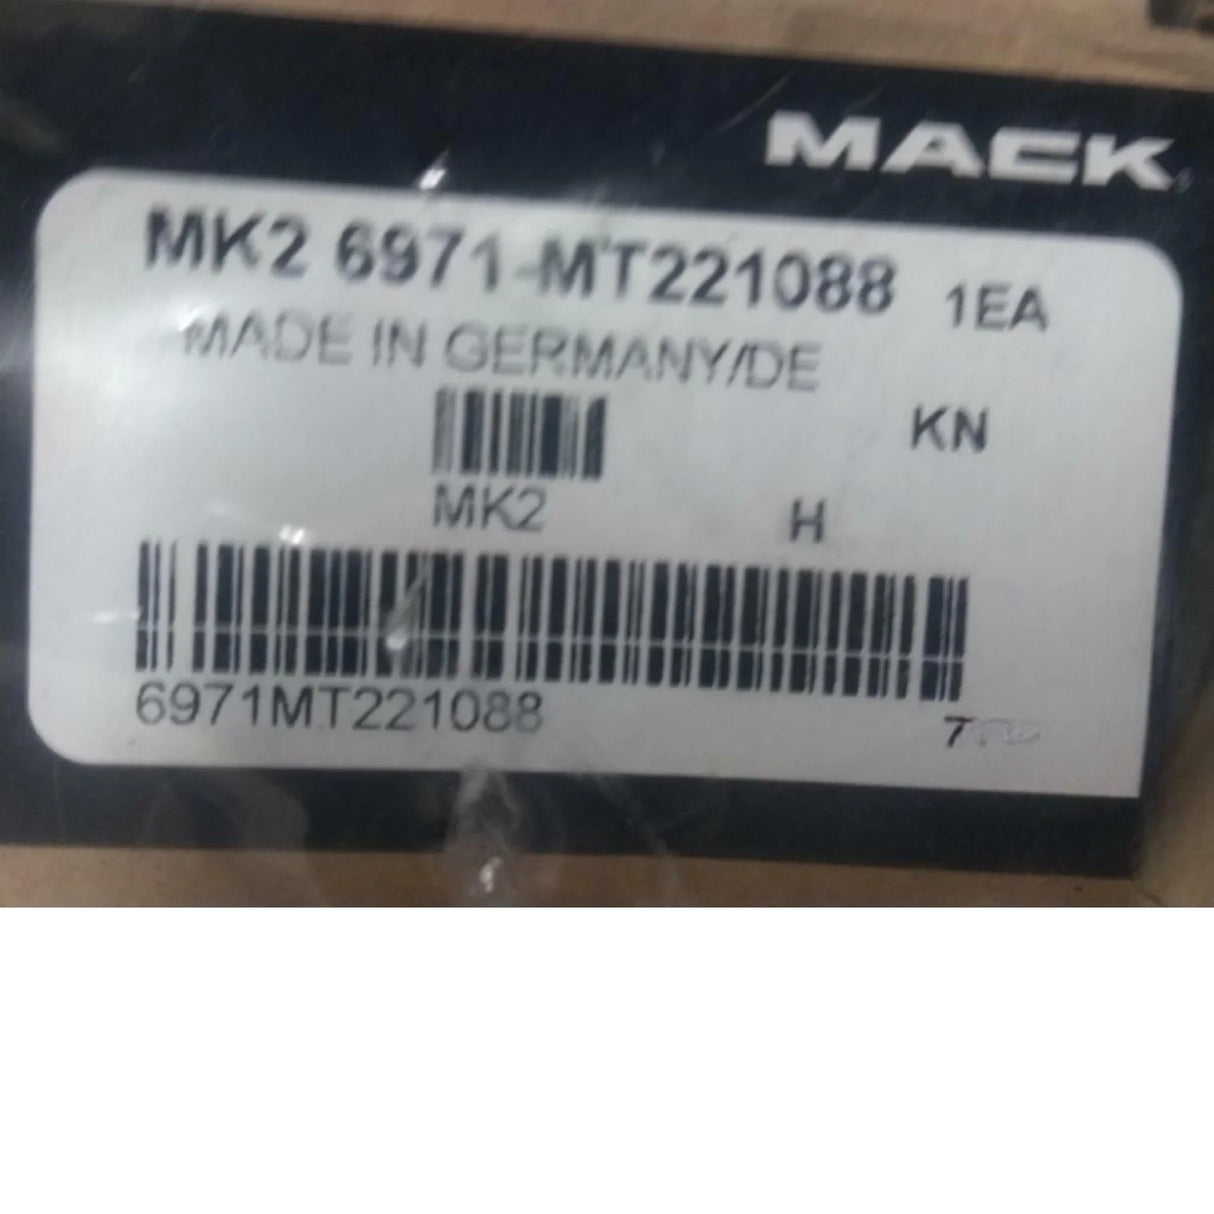 MACK
MK2 6971-MT221088 1EA
MADE IN GERMANY/DE
KN
MK2 H
6971MT221088